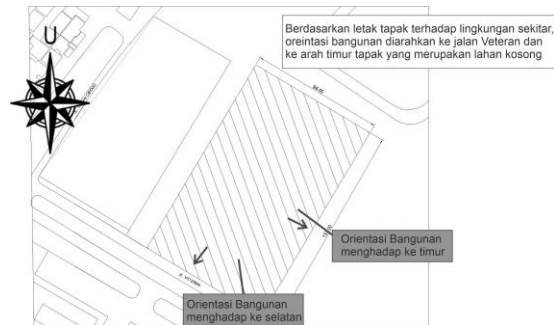 Berdasarkan letak tapak terhadap lingkungan sekitar,
oreintasi bangunan diarahkan ke jalan Veteran dan
ke arah timur tapak yang merupakan lahan kosong
U
Orientasi Bangunan
menghadap ke timur
Orientasi Bangunan
menghadap ke selatan